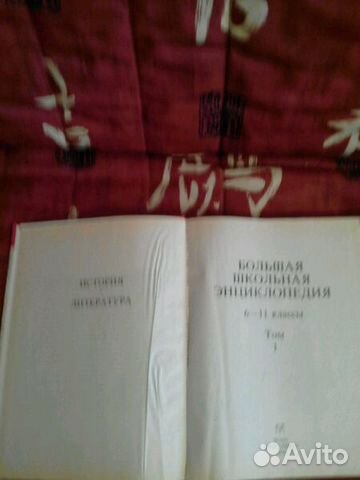 ИСТОРИЯ
ЛИТЕРАТУРА
БОЛЬШАЯ
ШКОЛЬНАЯ
ЭНЦИКЛОПЕДИЯ
6—11 классы
Том
1
Avito